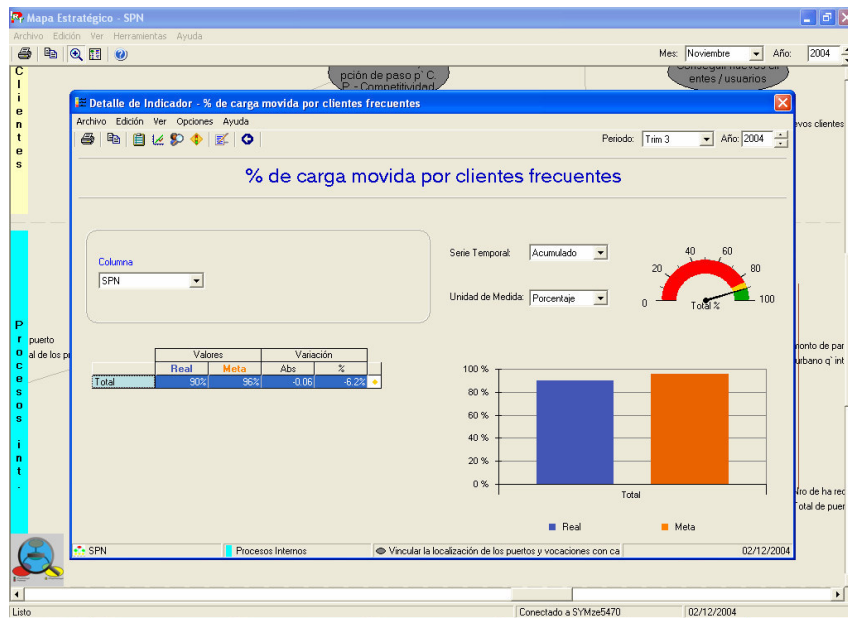 Mapa Estratégico - SPN
Archivo Edición Ver Herramientas Ayuda
Mes: Noviembre Año: 2004
Clientes
pción de paso p` C.
P. - Competitividad
entes / usuarios
evos clientes
Detalle de Indicador - % de carga movida por clientes frecuentes
Archivo Edición Ver Opciones Ayuda
Periodo: Trim 3 Año: 2004
% de carga movida por clientes frecuentes
Columna
SPN
Serie Temporal: Acumulado
Unidad de Medida: Porcentaje
0 20 40 60 80 100
Total %
Valores Variación
Real Meta Abs %
Total 90% 96% -0.06 -6.2%
100 %
80 %
60 %
40 %
20 %
0 %
Total
Real Meta
Procesos int.
puerto
al de los pr
monto de par
urbano q` int
Nro de ha rec
Total de puer
SPN Procesos Internos Vincular la localización de los puertos y vocaciones con ca 02/12/2004
Listo Conectado a SYMze5470 02/12/2004